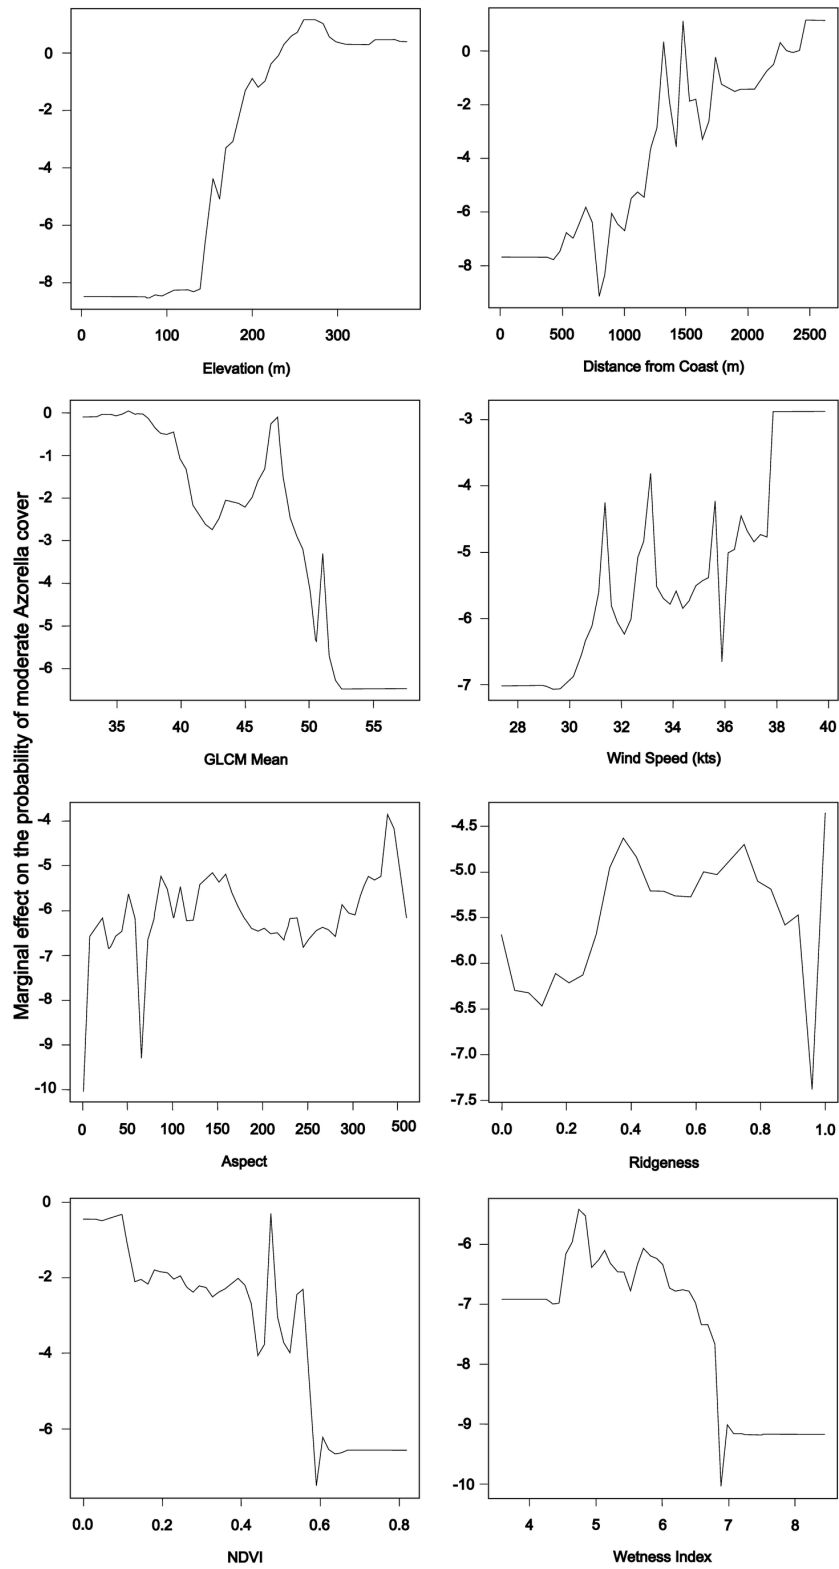 Marginal effect on the probability of moderate Azorella cover
0
-2
-4
-6
-8
0 100 200 300
Elevation (m)
0
-2
-4
-6
-8
0 500 1000 1500 2000 2500
Distance from Coast (m)
0
-1
-2
-3
-4
-5
-6
35 40 45 50 55
GLCM Mean
-3
-4
-5
-6
-7
28 30 32 34 36 38 40
Wind Speed (kts)
-4
-5
-6
-7
-8
-9
-10
0 50 100 150 200 250 300 500
Aspect
-4.5
-5.0
-5.5
-6.0
-6.5
-7.0
-7.5
0.0 0.2 0.4 0.6 0.8 1.0
Ridgeness
0
-2
-4
-6
0.0 0.2 0.4 0.6 0.8
NDVI
-6
-7
-8
-9
-10
4 5 6 7 8
Wetness Index